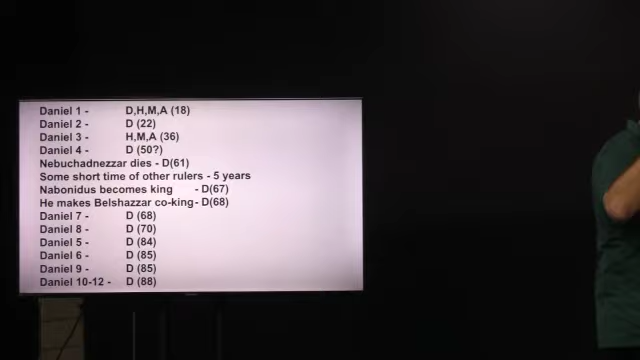 Daniel 1 - D,H,M,A (18)
Daniel 2 - D (22)
Daniel 3 - H,M,A (36)
Daniel 4 - D (50?)
Nebuchadnezzar dies - D(61)
Some short time of other rulers - 5 years
Nabonidus becomes king - D(67)
He makes Belshazzar co-king - D(68)
Daniel 7 - D (68)
Daniel 8 - D (70)
Daniel 5 - D (84)
Daniel 6 - D (85)
Daniel 9 - D (85)
Daniel 10-12 - D (88)